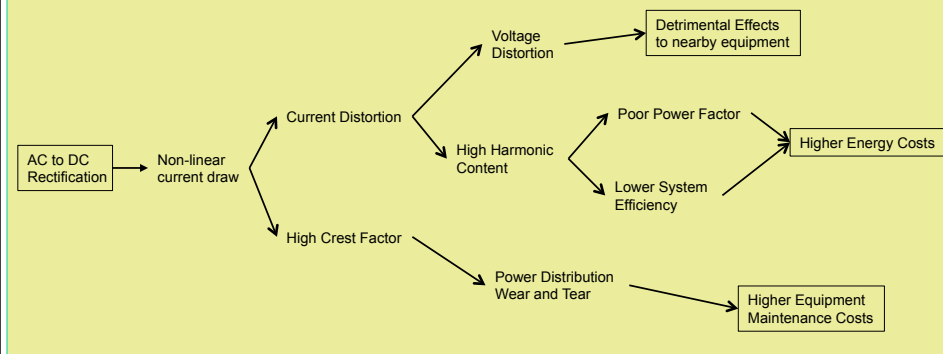 AC to DC
Rectification
Non-linear
current draw
Current Distortion
High Crest Factor
Voltage
Distortion
High Harmonic
Content
Power Distribution
Wear and Tear
Detrimental Effects
to nearby equipment
Poor Power Factor
Lower System
Efficiency
Higher Energy Costs
Higher Equipment
Maintenance Costs